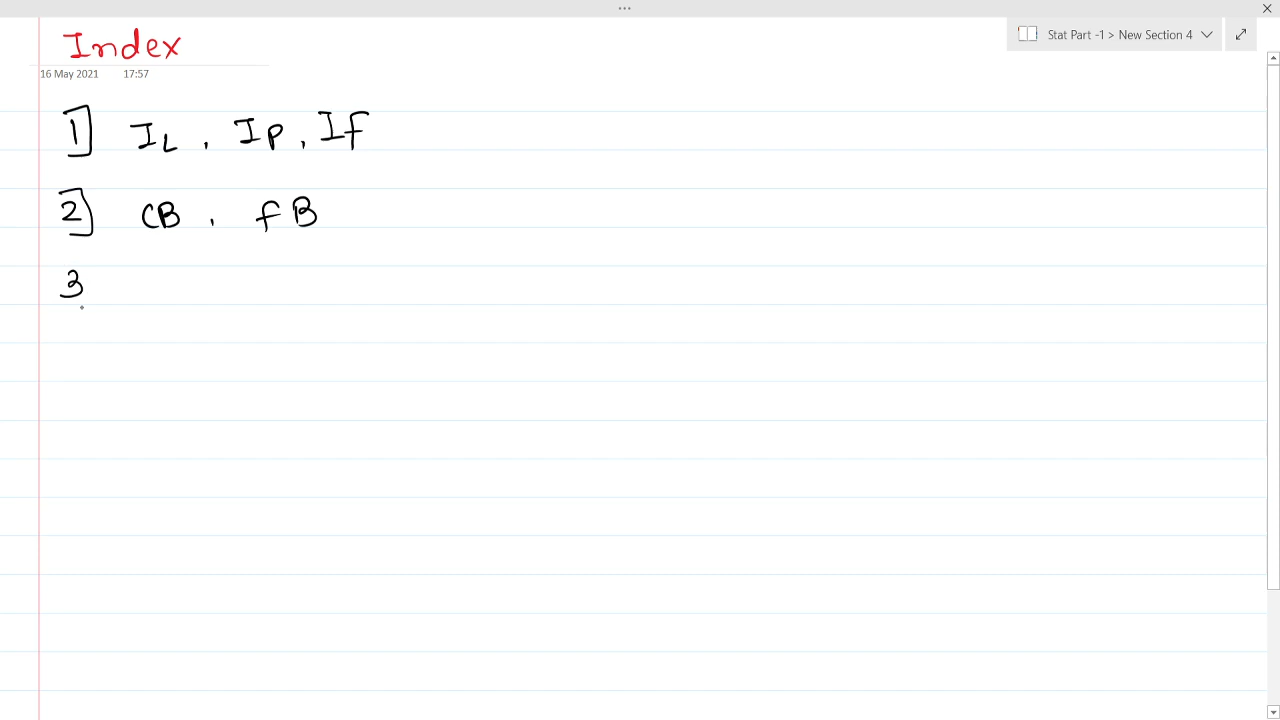 Index
Stat Part -1 > New Section 4
16 May 2021 17:57
1] IL, IP, If
2] CB, fB
3